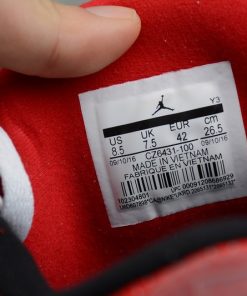 Y3
US UK EUR cm
8.5 7.5 42 26.5
09/10/16 09/10/16
CZ6431-100
MADE IN VIETNAM
FABRIQUE EN VIETNAM
102304801